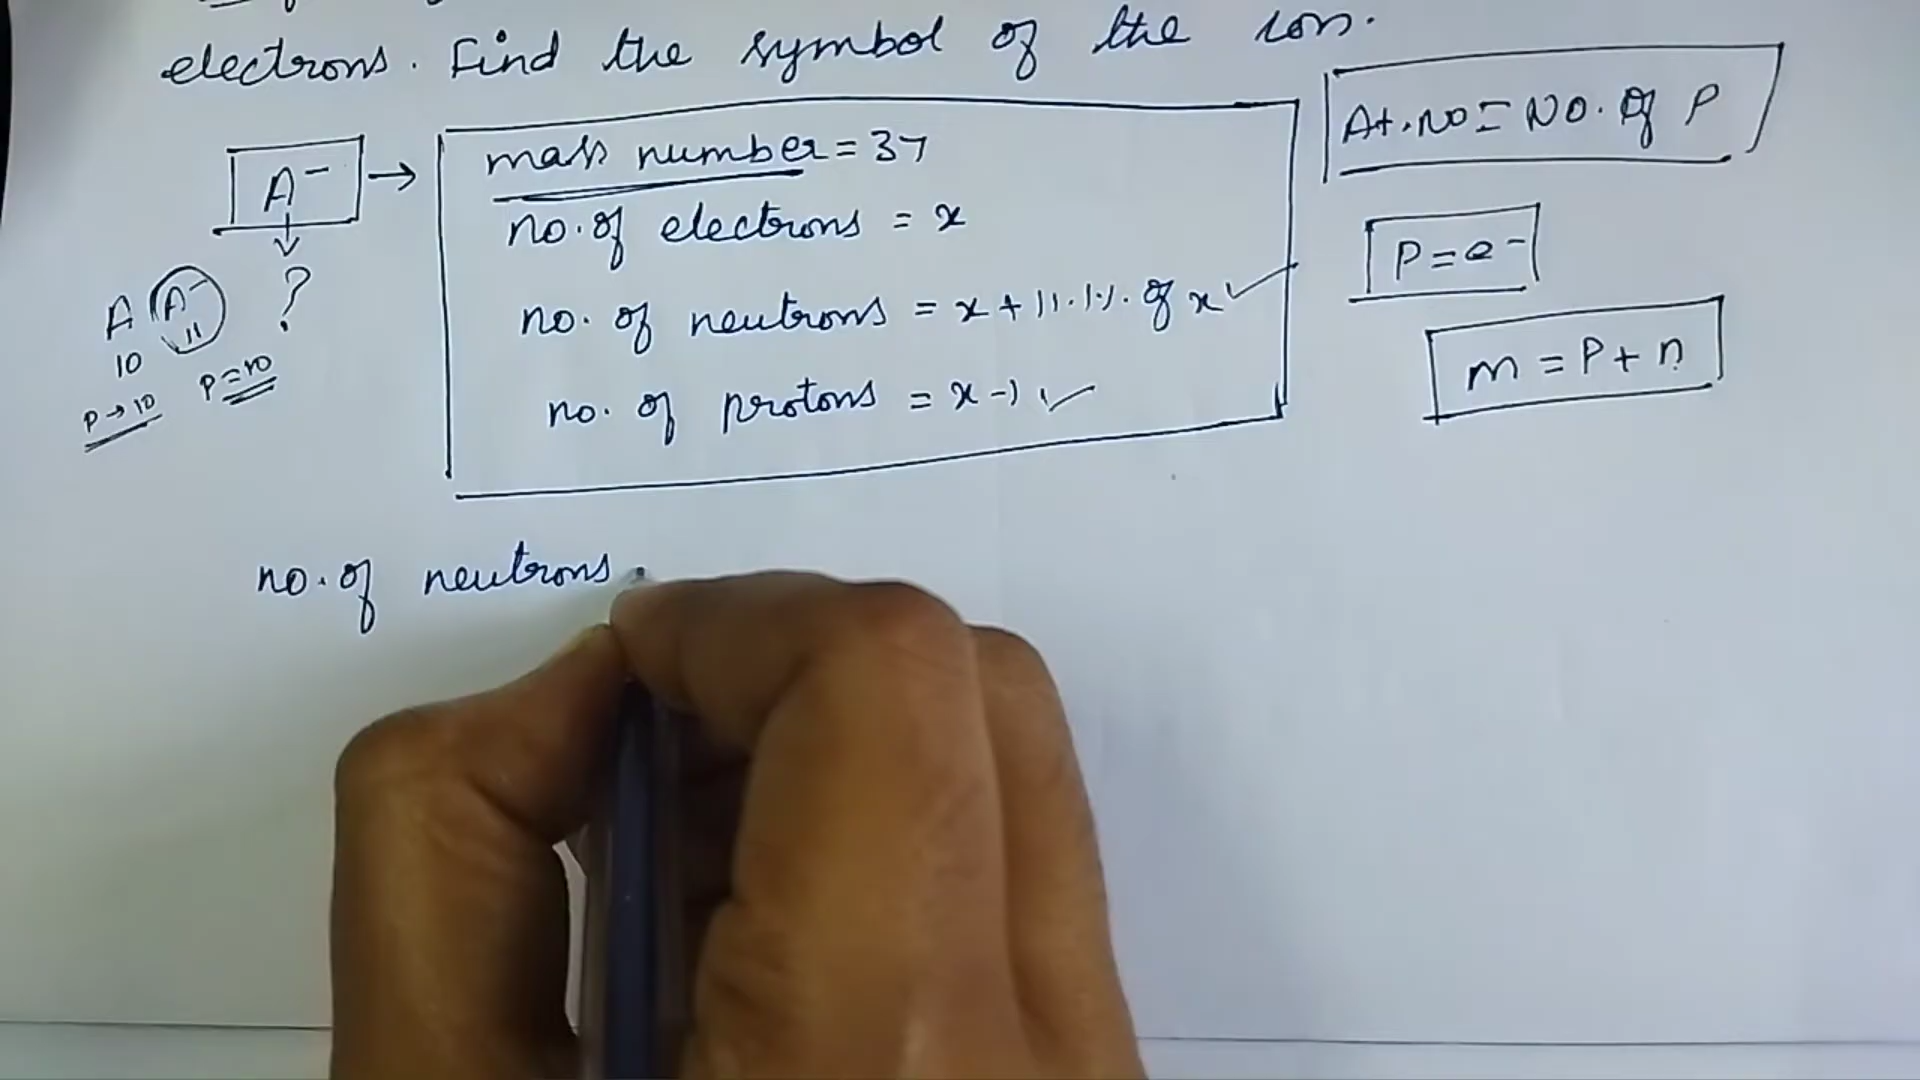 electrons. Find the symbol of the ion.
At.No = No. of P
A⁻ →
mass number = 37
no. of electrons = x
P = e⁻
?
A A⁻
10 11
no. of neutrons = x + 11.1%. of x ✓
m = P + n
P → 10 P = 10
no. of protons = x - 1 ✓
no. of neutrons